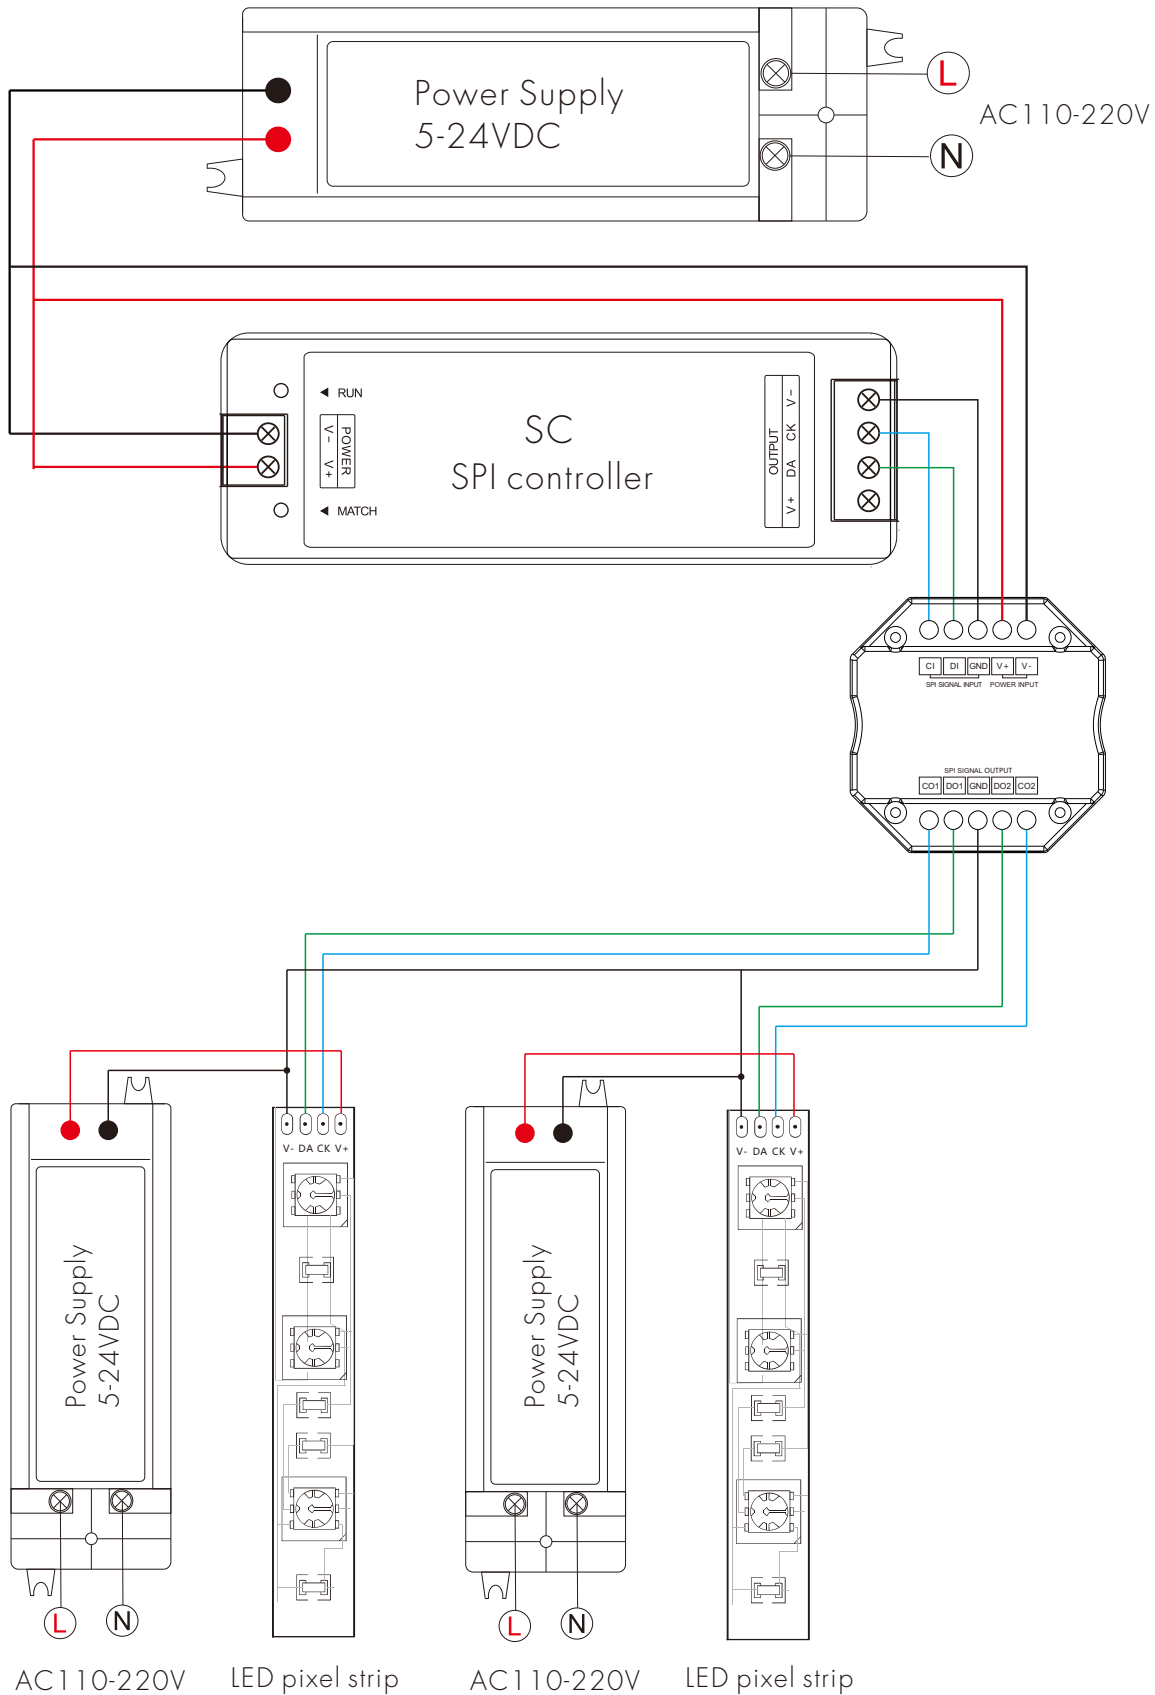 Power Supply
5-24VDC
L
AC110-220V
N
RUN
POWER
V- V+
MATCH
SC
SPI controller
OUTPUT
V+ DA CK V-
CI DI GND V+ V-
SPI SIGNAL INPUT POWER INPUT
SPI SIGNAL OUTPUT
CO1 DO1 GND DO2 CO2
V- DA CK V+
V- DA CK V+
Power Supply
5-24VDC
Power Supply
5-24VDC
L N
L N
AC110-220V
LED pixel strip
AC110-220V
LED pixel strip